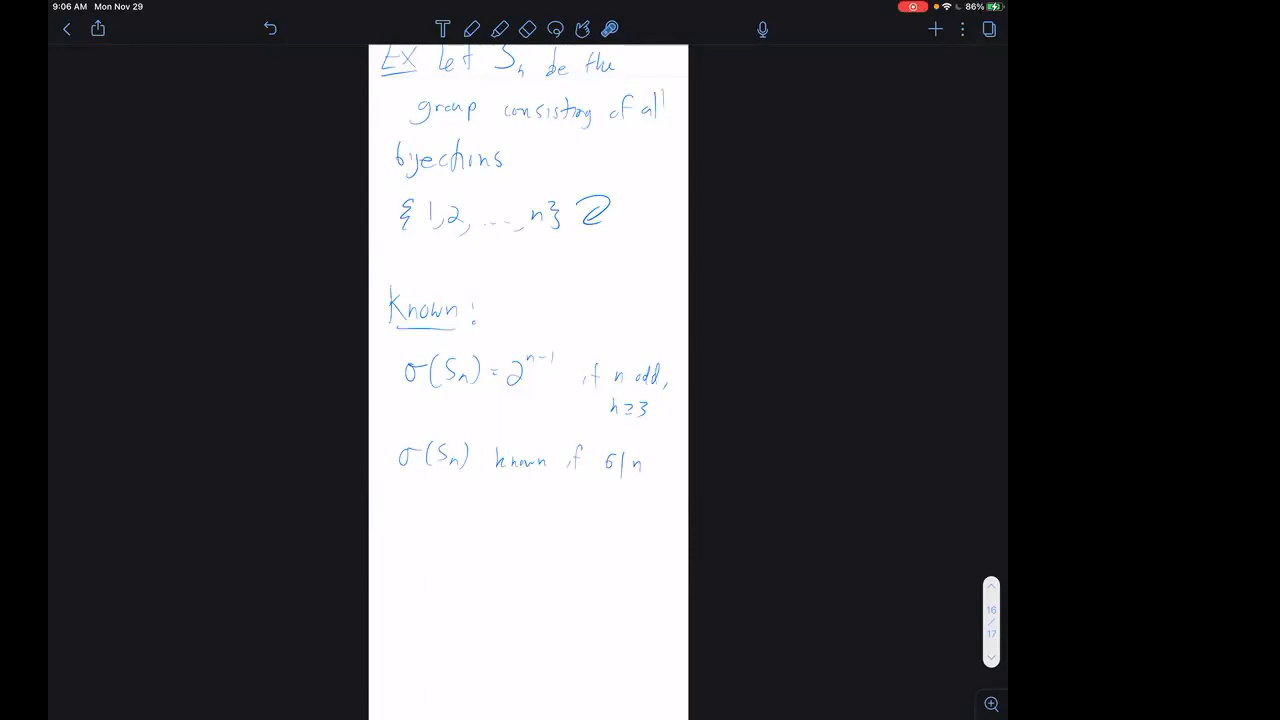 9:06 AM Mon Nov 29
86%
EX let Sₙ be the
group consisting of all
bijections
{1,2, ..., n}
Known:
σ(Sₙ) = 2ⁿ⁻¹ if n odd,
n ≥ 3
σ(Sₙ) known if 6|n
16
/
17